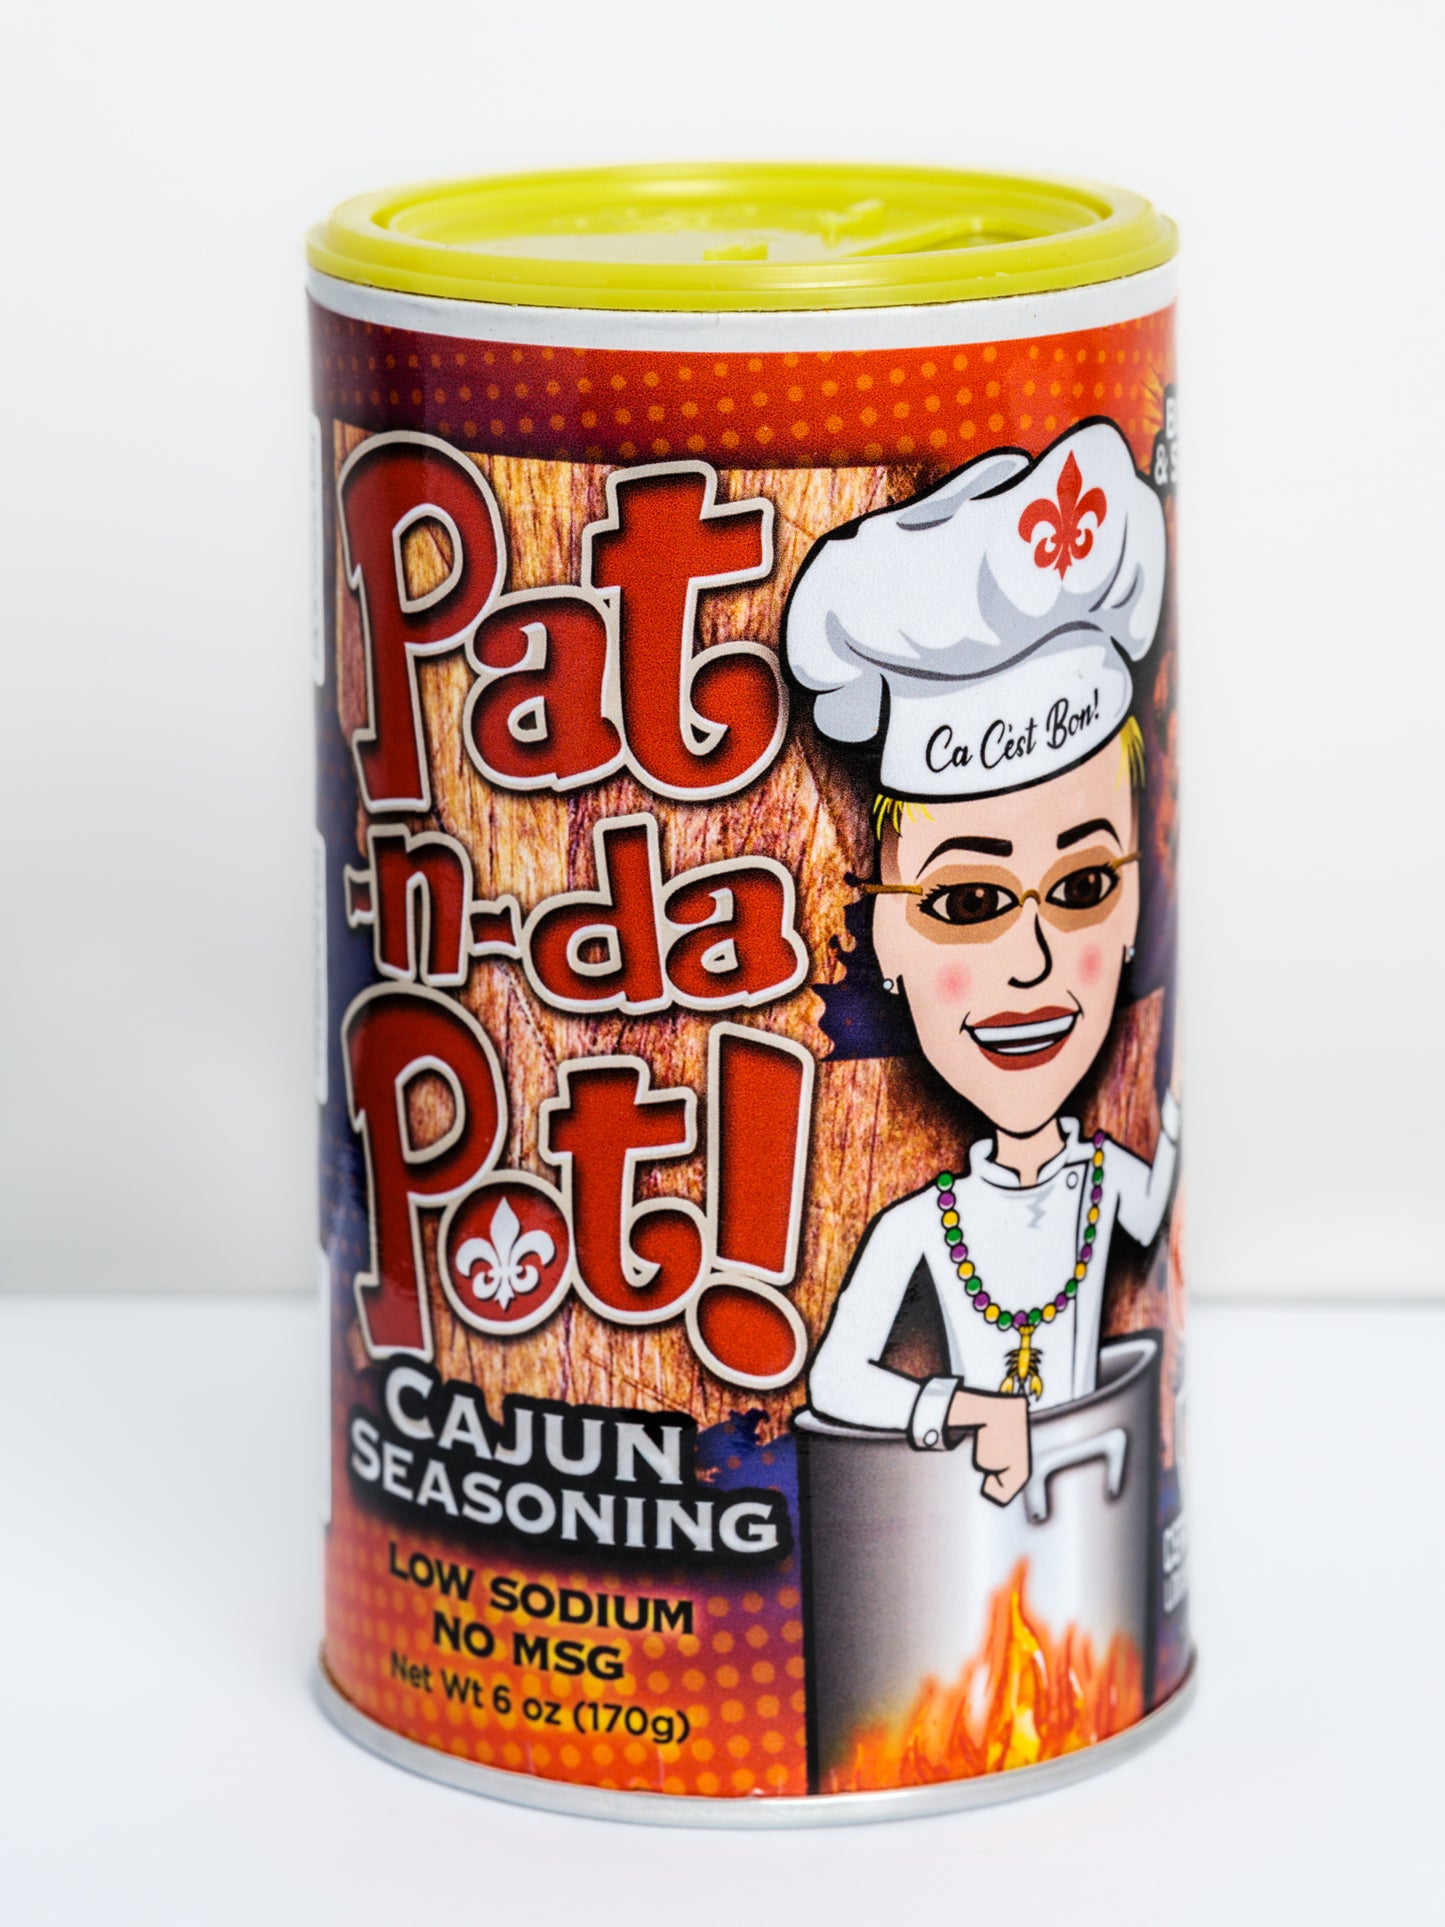 Pat
-n-da
Pot!
Ca C'est Bon!
CAJUN
SEASONING
LOW SODIUM
NO MSG
Net Wt 6 oz (170g)